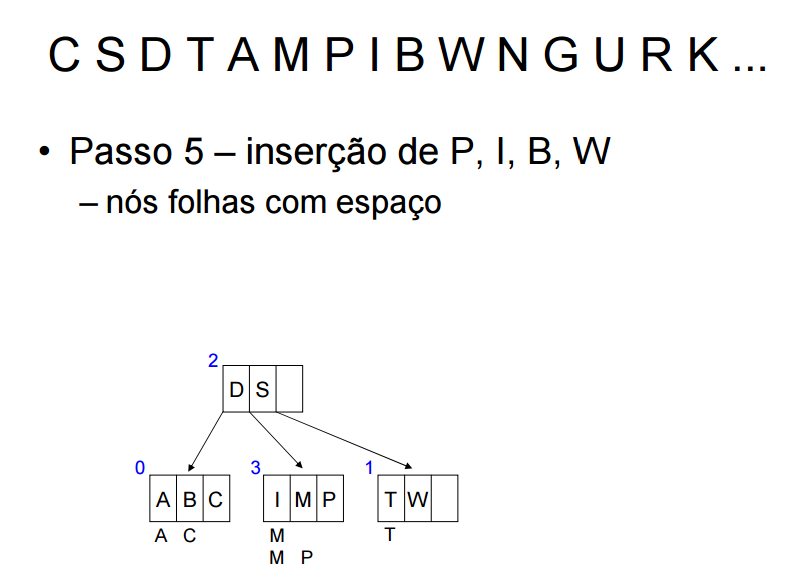 C S D T A M P I B W N G U R K ...
• Passo 5 – inserção de P, I, B, W
– nós folhas com espaço
2
D S
0 3 1
A B C I M P T W
A C M T
M P